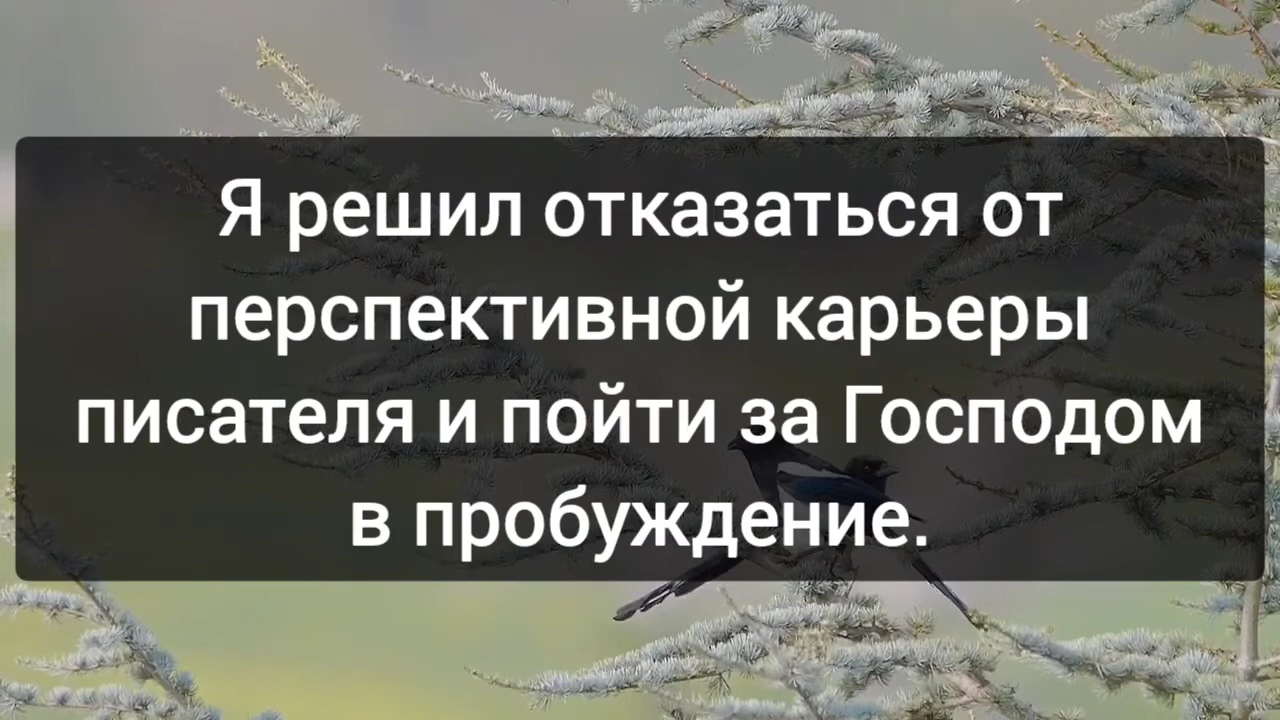 Я решил отказаться от
перспективной карьеры
писателя и пойти за Господом
в пробуждение.